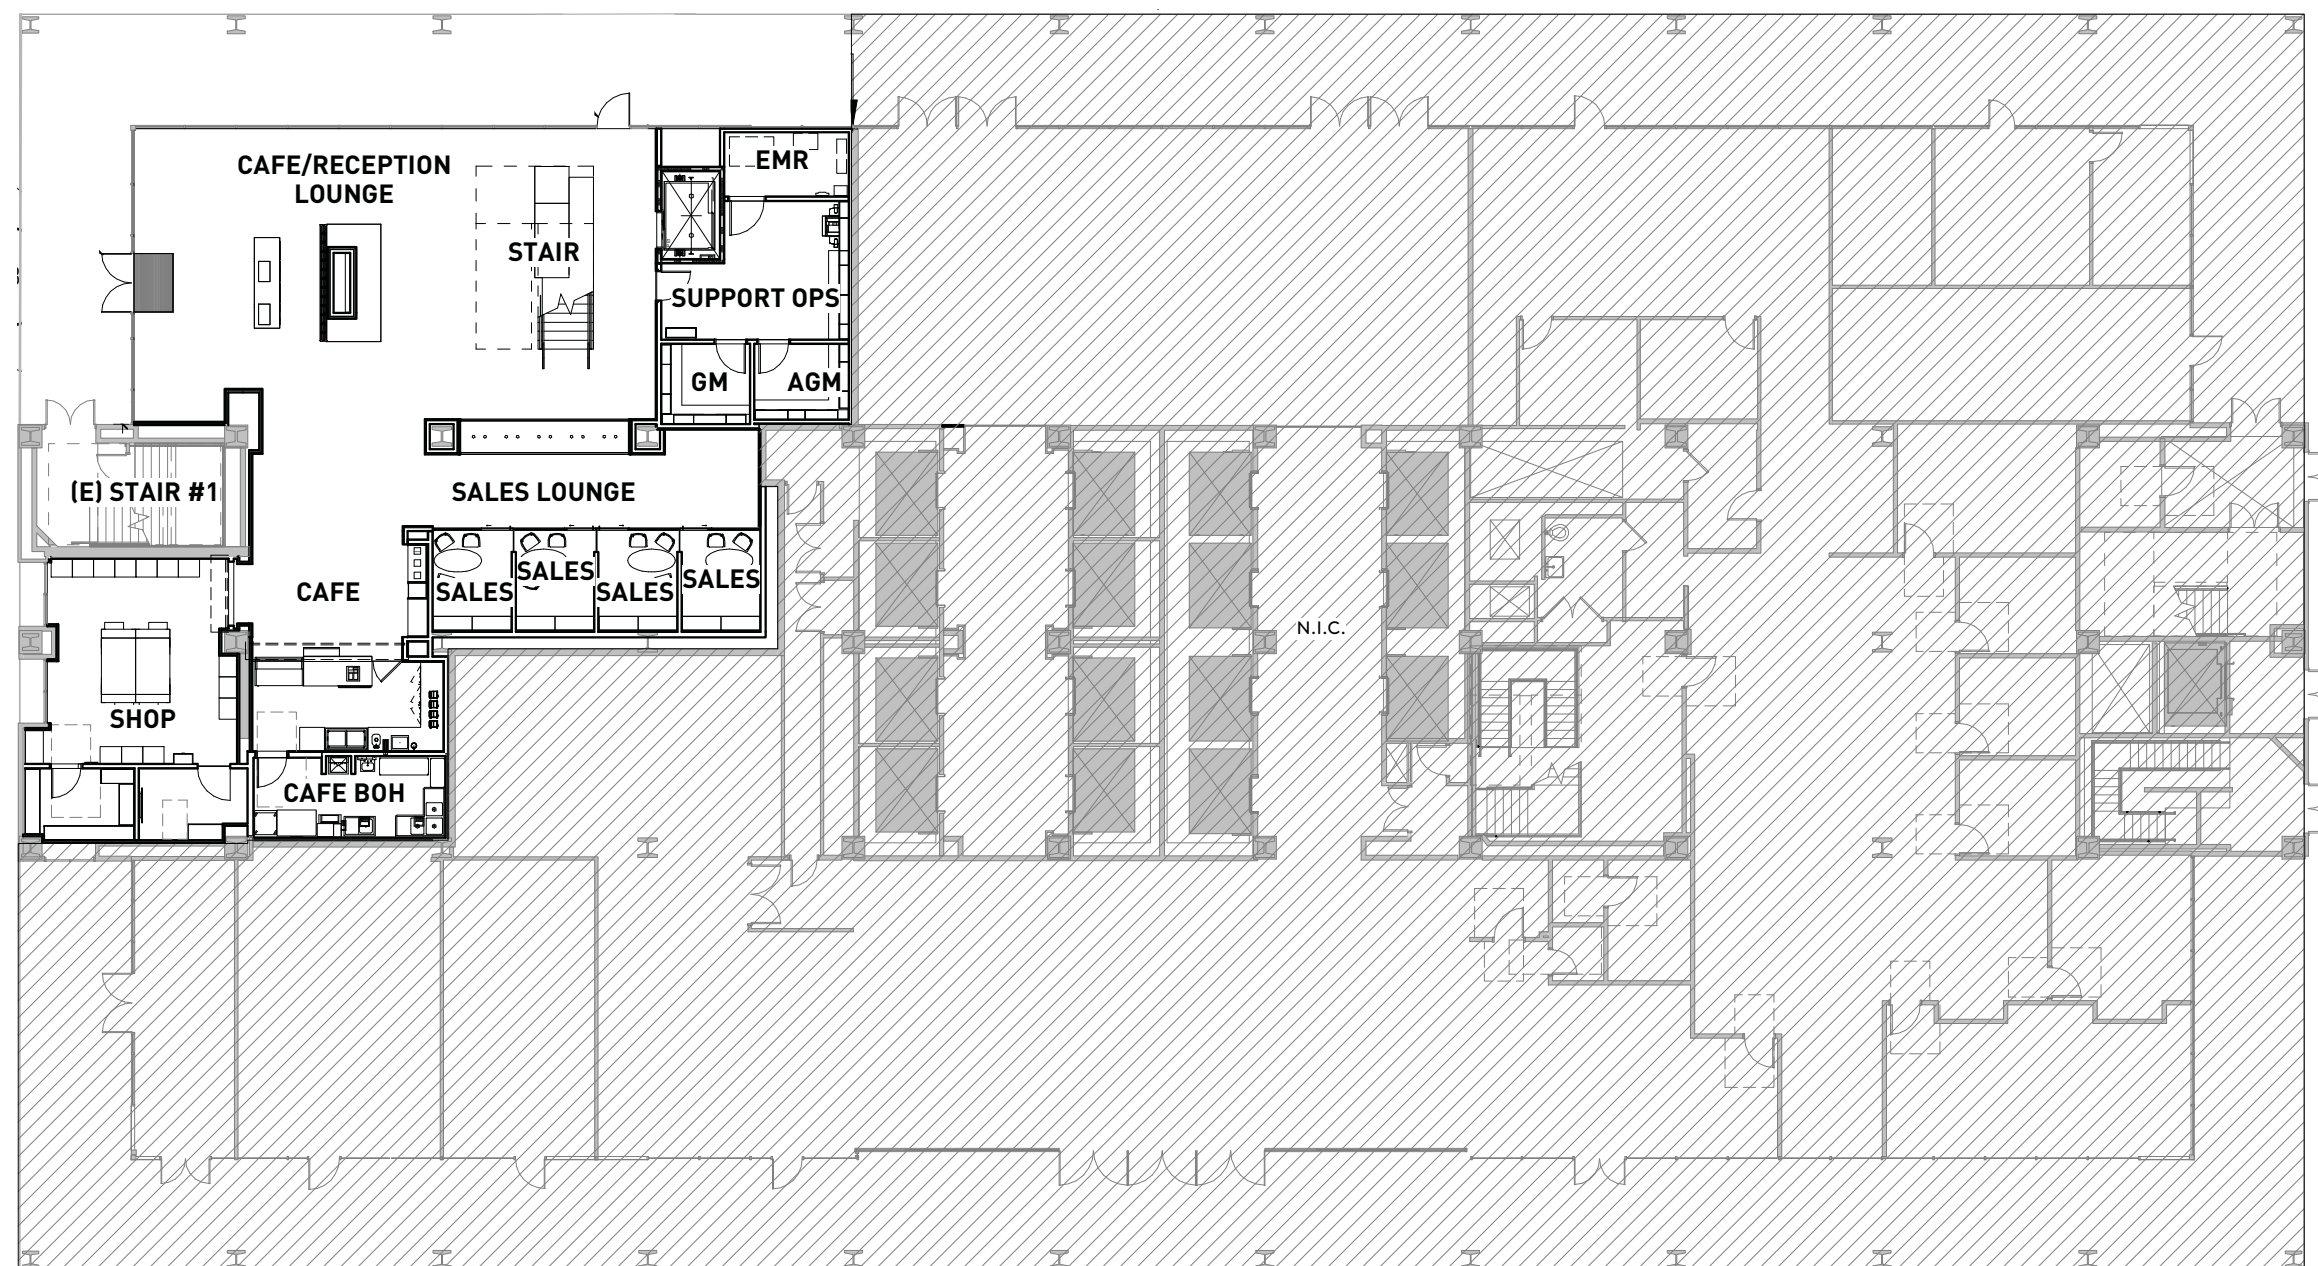 CAFE/RECEPTION
LOUNGE
EMR
STAIR
SUPPORT OPS
GM
AGM
(E) STAIR #1
SALES LOUNGE
CAFE
SALES
SALES
SALES
SALES
N.I.C.
SHOP
CAFE BOH